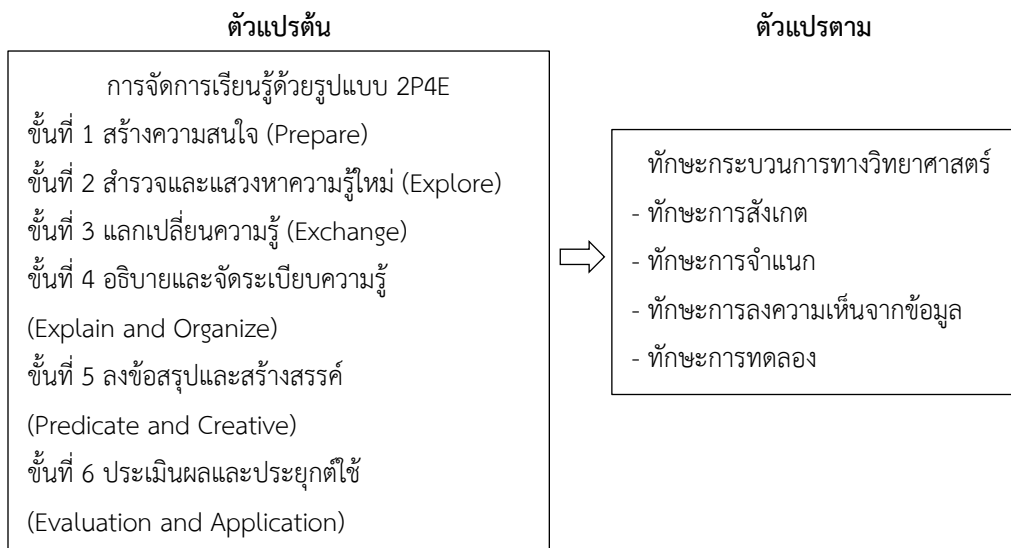 ตัวแปรต้น
การจัดการเรียนรู้ด้วยรูปแบบ 2P4E
ขั้นที่ 1 สร้างความสนใจ (Prepare)
ขั้นที่ 2 สำรวจและแสวงหาความรู้ใหม่ (Explore)
ขั้นที่ 3 แลกเปลี่ยนความรู้ (Exchange)
ขั้นที่ 4 อธิบายและจัดระเบียบความรู้
(Explain and Organize)
ขั้นที่ 5 ลงข้อสรุปและสร้างสรรค์
(Predicate and Creative)
ขั้นที่ 6 ประเมินผลและประยุกต์ใช้
(Evaluation and Application)
ตัวแปรตาม
ทักษะกระบวนการทางวิทยาศาสตร์
- ทักษะการสังเกต
- ทักษะการจำแนก
- ทักษะการลงความเห็นจากข้อมูล
- ทักษะการทดลอง